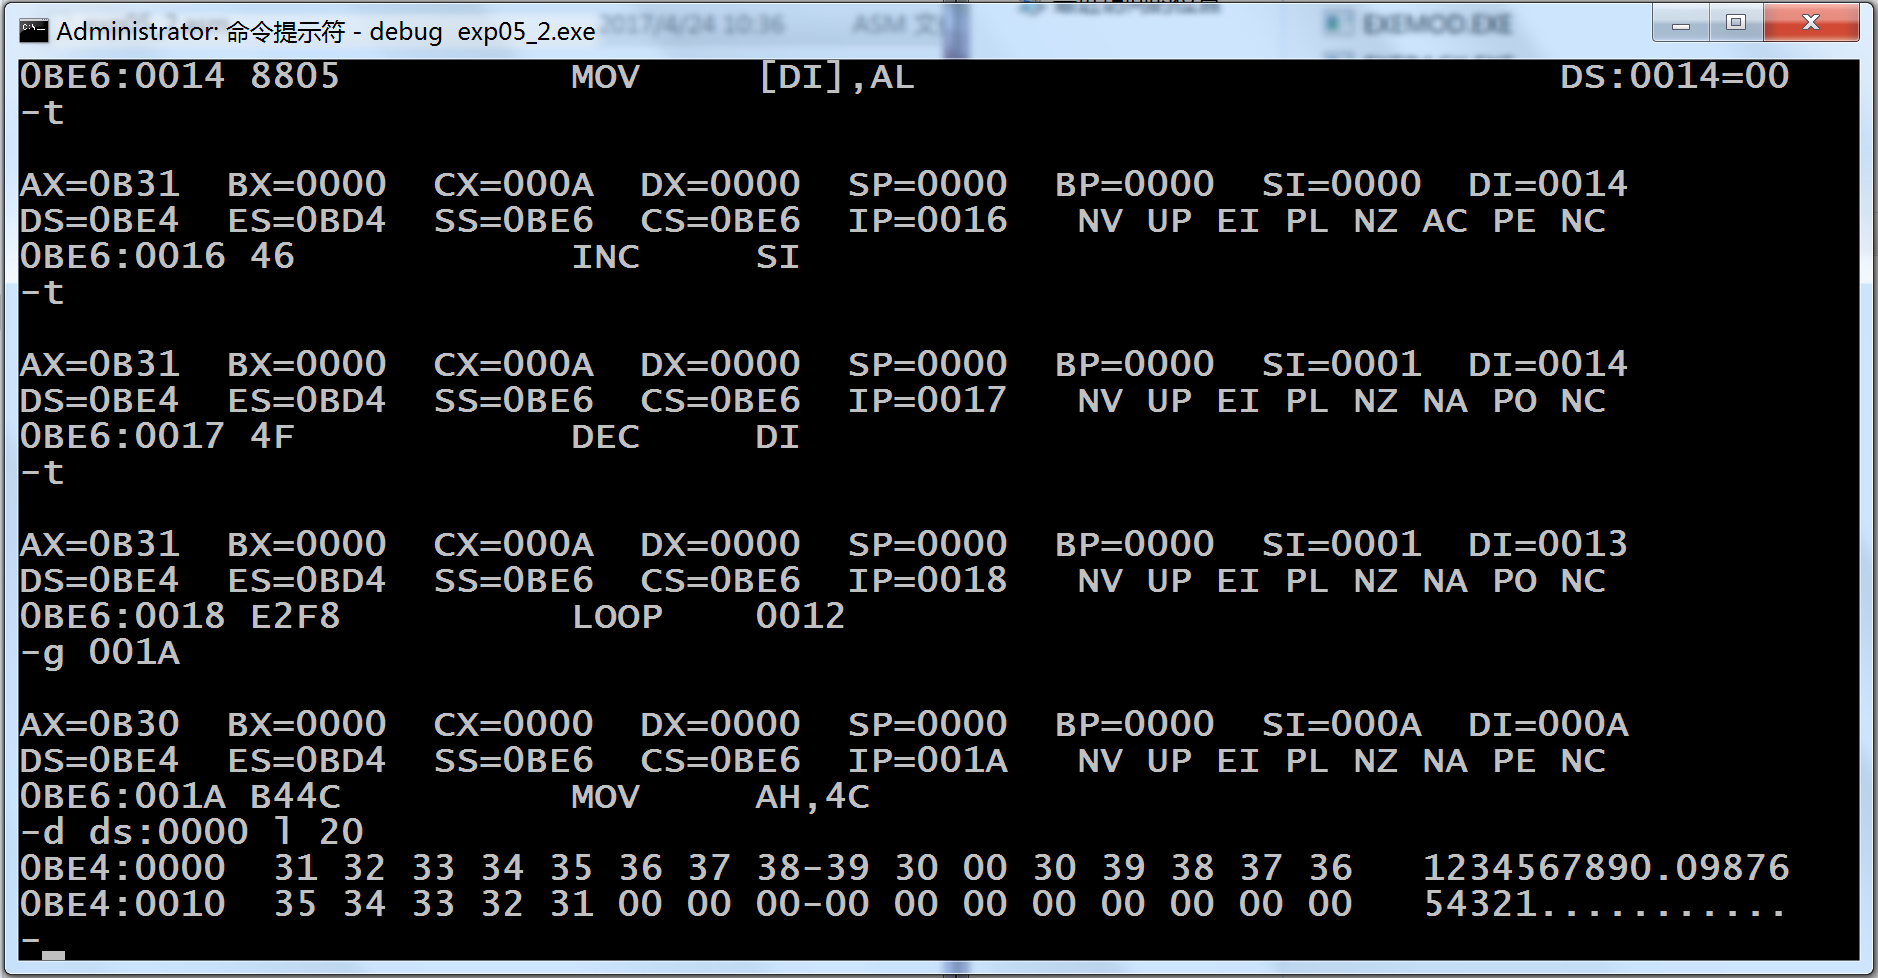 Administrator: 命令提示符 - debug  exp05_2.exe
2017/4/24 10:36
ASM 文
EXEMOD.EXE
0BE6:0014 8805          MOV     [DI],AL                            DS:0014=00
-t
AX=0B31  BX=0000  CX=000A  DX=0000  SP=0000  BP=0000  SI=0000  DI=0014
DS=0BE4  ES=0BD4  SS=0BE6  CS=0BE6  IP=0016   NV UP EI PL NZ AC PE NC
0BE6:0016 46            INC     SI
-t
AX=0B31  BX=0000  CX=000A  DX=0000  SP=0000  BP=0000  SI=0001  DI=0014
DS=0BE4  ES=0BD4  SS=0BE6  CS=0BE6  IP=0017   NV UP EI PL NZ NA PO NC
0BE6:0017 4F            DEC     DI
-t
AX=0B31  BX=0000  CX=000A  DX=0000  SP=0000  BP=0000  SI=0001  DI=0013
DS=0BE4  ES=0BD4  SS=0BE6  CS=0BE6  IP=0018   NV UP EI PL NZ NA PO NC
0BE6:0018 E2F8          LOOP    0012
-g 001A
AX=0B30  BX=0000  CX=0000  DX=0000  SP=0000  BP=0000  SI=000A  DI=000A
DS=0BE4  ES=0BD4  SS=0BE6  CS=0BE6  IP=001A   NV UP EI PL NZ NA PE NC
0BE6:001A B44C          MOV     AH,4C
-d ds:0000 l 20
0BE4:0000  31 32 33 34 35 36 37 38-39 30 00 30 39 38 37 36   1234567890.09876
0BE4:0010  35 34 33 32 31 00 00 00-00 00 00 00 00 00 00 00   54321...........
-